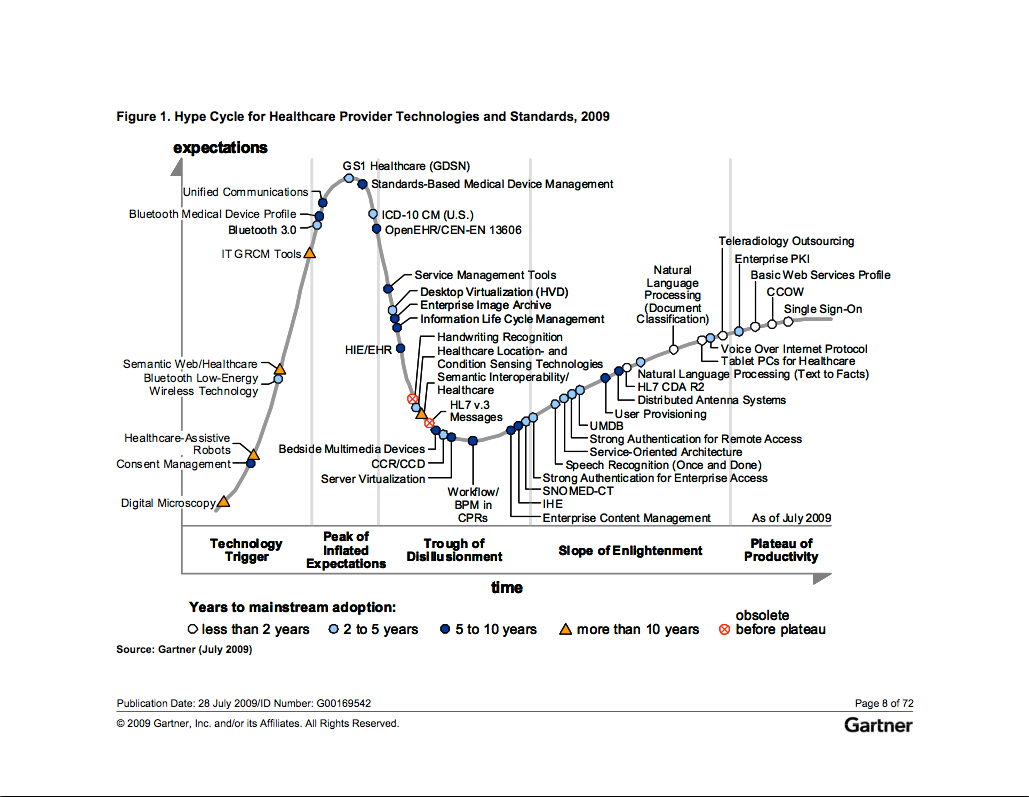 Figure 1. Hype Cycle for Healthcare Provider Technologies and Standards, 2009
expectations
GS1 Healthcare (GDSN)
Standards-Based Medical Device Management
Unified Communications
Bluetooth Medical Device Profile
ICD-10 CM (U.S.)
Bluetooth 3.0
OpenEHR/CEN-EN 13606
IT GRCM Tools
Service Management Tools
Desktop Virtualization (HVD)
Enterprise Image Archive
Information Life Cycle Management
Handwriting Recognition
HIE/EHR
Healthcare Location- and
Condition Sensing Technologies
Semantic Interoperability/
Healthcare
HL7 v.3
Messages
Semantic Web/Healthcare
Bluetooth Low-Energy
Wireless Technology
Healthcare-Assistive
Robots
Consent Management
Digital Microscopy
Bedside Multimedia Devices
CCR/CCD
Server Virtualization
Workflow/
BPM in
CPRs
Teleradiology Outsourcing
Enterprise PKI
Basic Web Services Profile
CCOW
Single Sign-On
Natural
Language
Processing
(Document
Classification)
Voice Over Internet Protocol
Tablet PCs for Healthcare
Natural Language Processing (Text to Facts)
HL7 CDA R2
Distributed Antenna Systems
User Provisioning
UMDB
Strong Authentication for Remote Access
Service-Oriented Architecture
Speech Recognition (Once and Done)
Strong Authentication for Enterprise Access
SNOMED-CT
IHE
Enterprise Content Management
As of July 2009
Technology
Trigger
Peak of
Inflated
Expectations
Trough of
Disillusionment
Slope of Enlightenment
Plateau of
Productivity
time
Years to mainstream adoption:
less than 2 years
2 to 5 years
5 to 10 years
more than 10 years
obsolete
before plateau
Source: Gartner (July 2009)
Publication Date: 28 July 2009/ID Number: G00169542
Page 8 of 72
© 2009 Gartner, Inc. and/or its Affiliates. All Rights Reserved.
Gartner